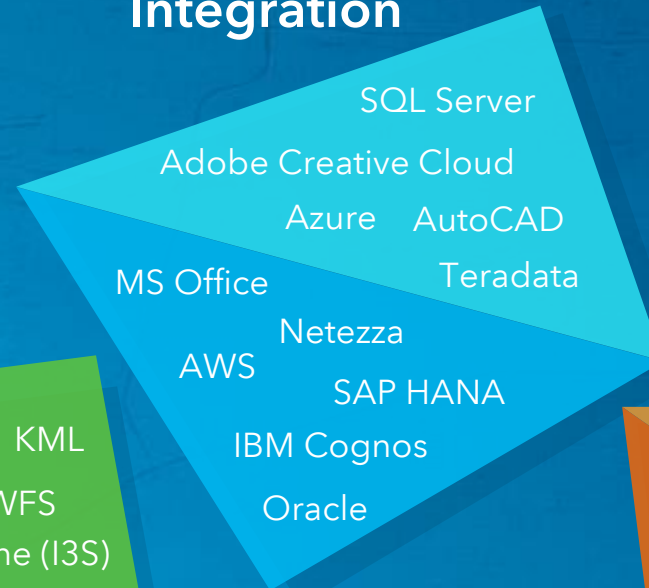 Integration
SQL Server
Adobe Creative Cloud
Azure AutoCAD
Teradata
MS Office
Netezza
AWS
SAP HANA
IBM Cognos
Oracle
KML
WFS
ne (I3S)